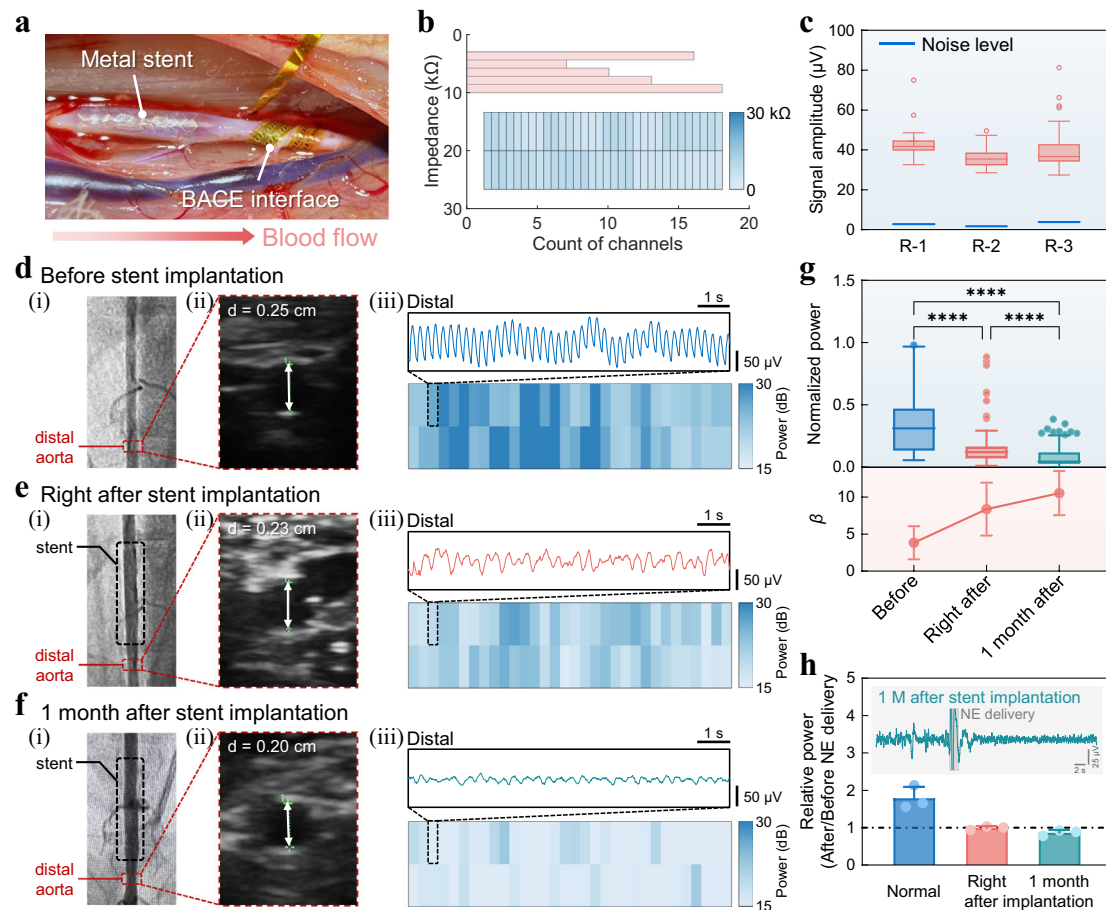 a
Metal stent
BACE interface
Blood flow
b
Impedance (kΩ)
0
10
20
30
30 kΩ
0
0
5
10
15
20
Count of channels
c
Signal amplitude (μV)
100
80
60
40
20
0
Noise level
R-1
R-2
R-3
d Before stent implantation
(i)
distal
aorta
(ii)
d = 0.25 cm
(iii)
Distal
1 s
50 μV
30
15
Power (dB)
e Right after stent implantation
(i)
stent
distal
aorta
(ii)
d = 0.23 cm
(iii)
Distal
1 s
50 μV
30
15
Power (dB)
f 1 month after stent implantation
(i)
stent
distal
aorta
(ii)
d = 0.20 cm
(iii)
Distal
1 s
50 μV
30
15
Power (dB)
g
Normalized power
1.5
1.0
0.5
0.0
****
****
****
β
10
5
0
Before
Right after
1 month after
h
Relative power
(After/Before NE delivery)
5
4
3
2
1
0
1 M after stent implantation
NE delivery
2 s
25 μV
Normal
Right
1 month
after implantation